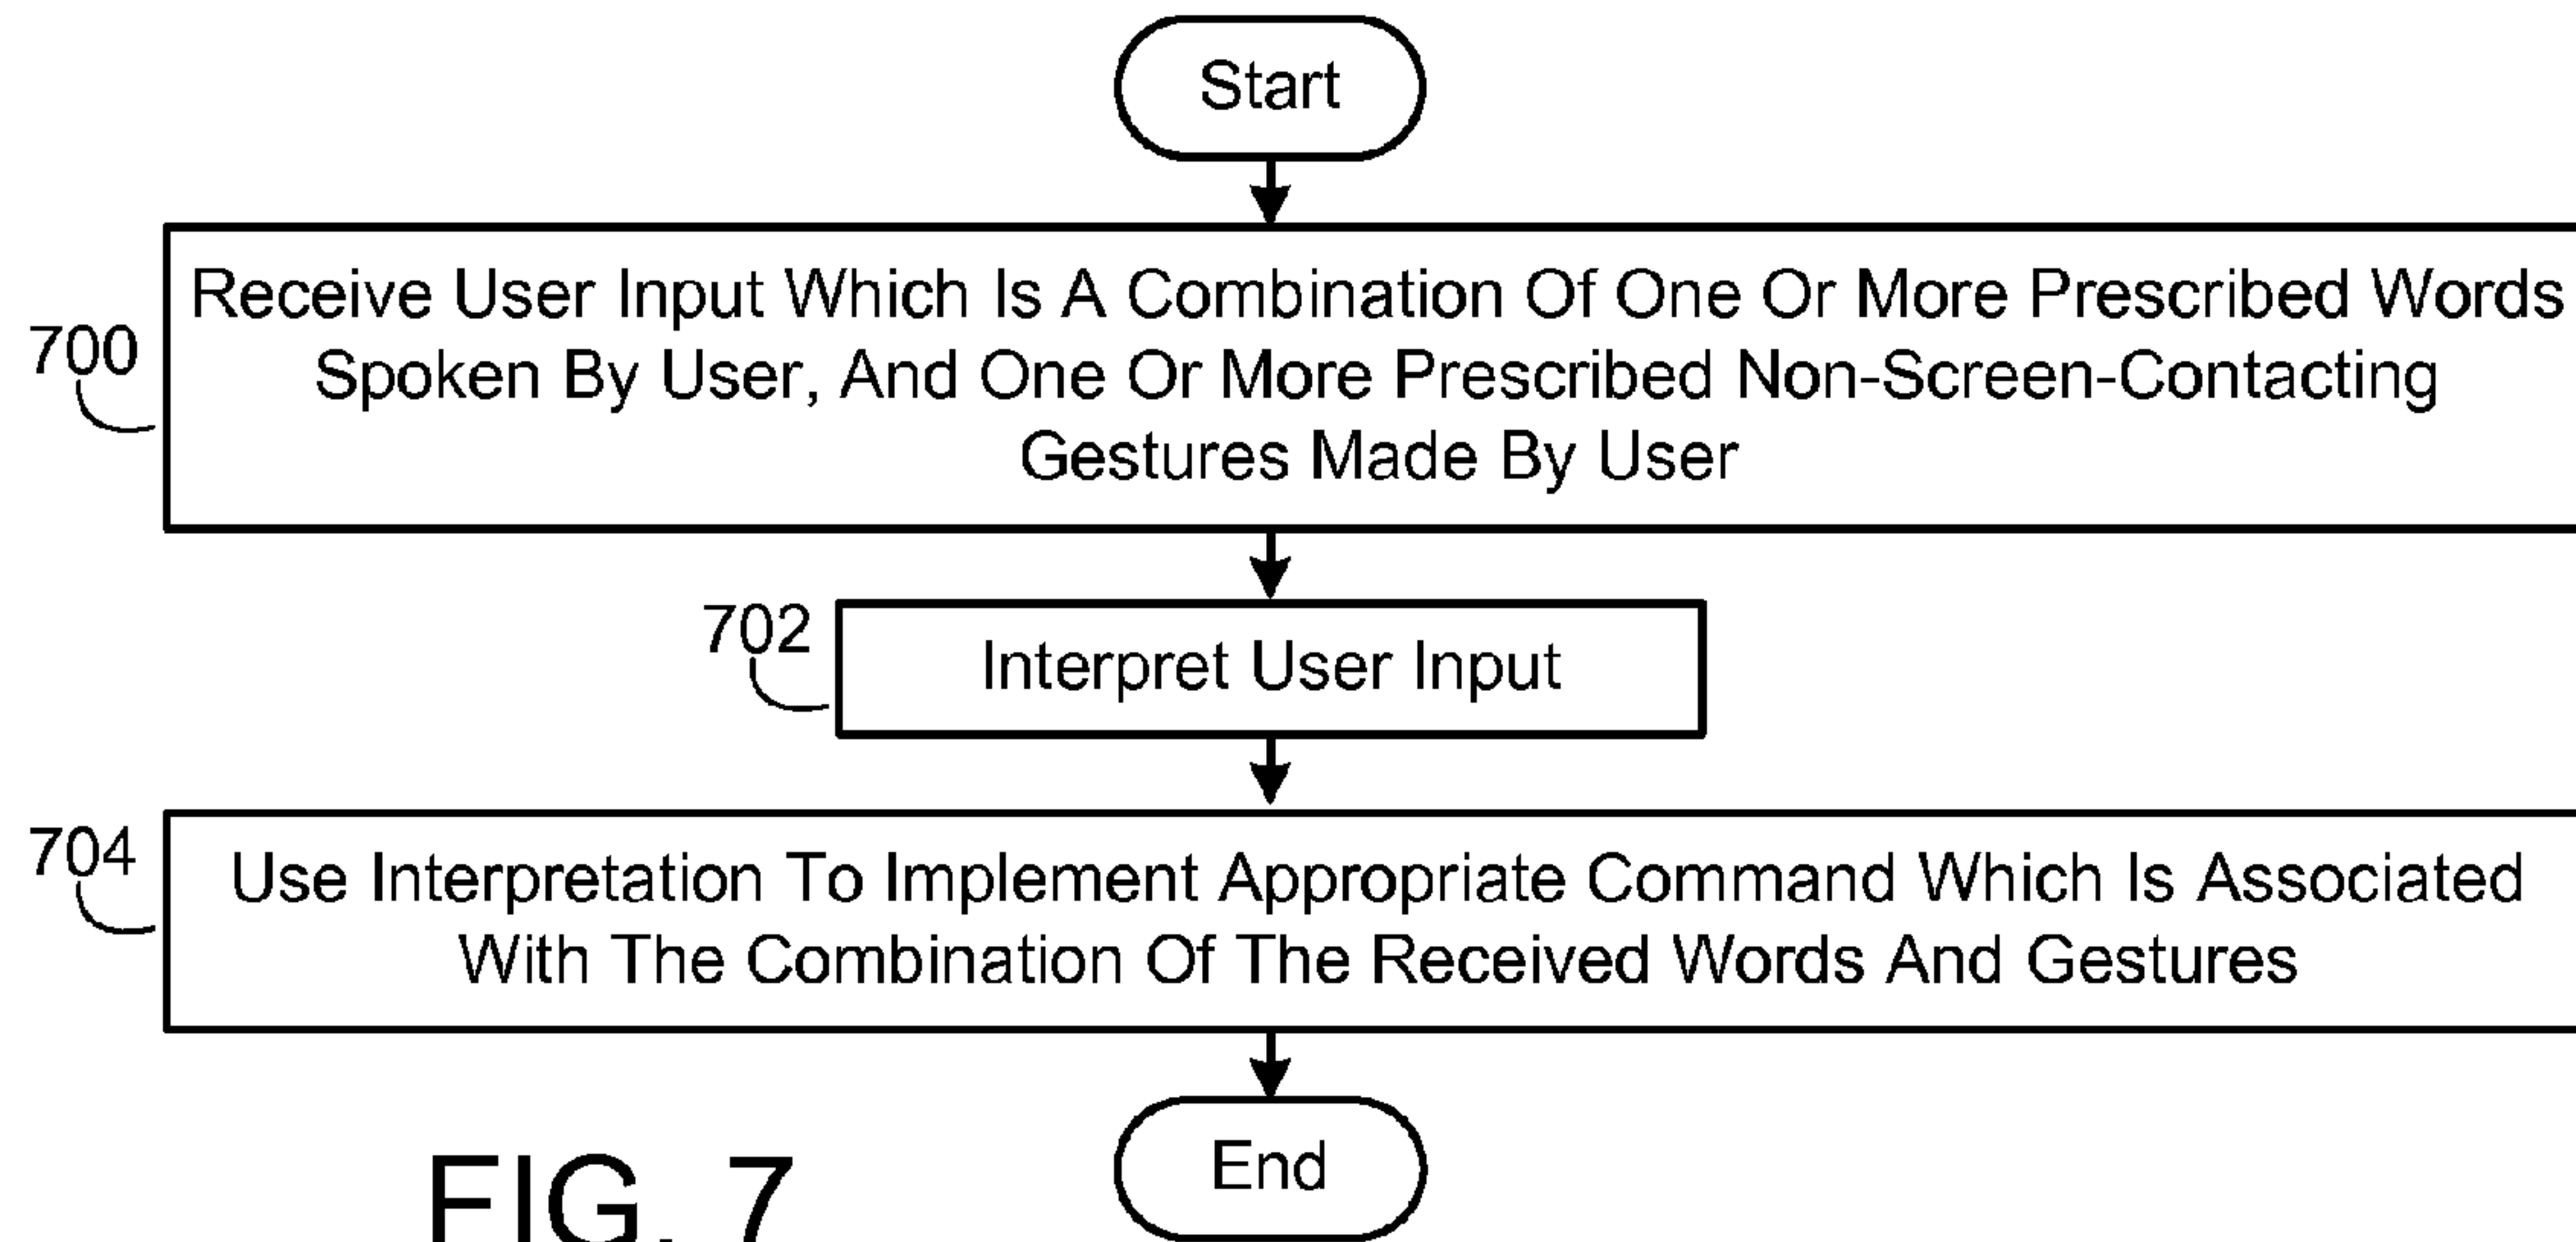 Start
Receive User Input Which Is A Combination Of One Or More Prescribed Words
Spoken By User, And One Or More Prescribed Non-Screen-Contacting
Gestures Made By User
700
702
Interpret User Input
704
Use Interpretation To Implement Appropriate Command Which Is Associated
With The Combination Of The Received Words And Gestures
End
FIG. 7